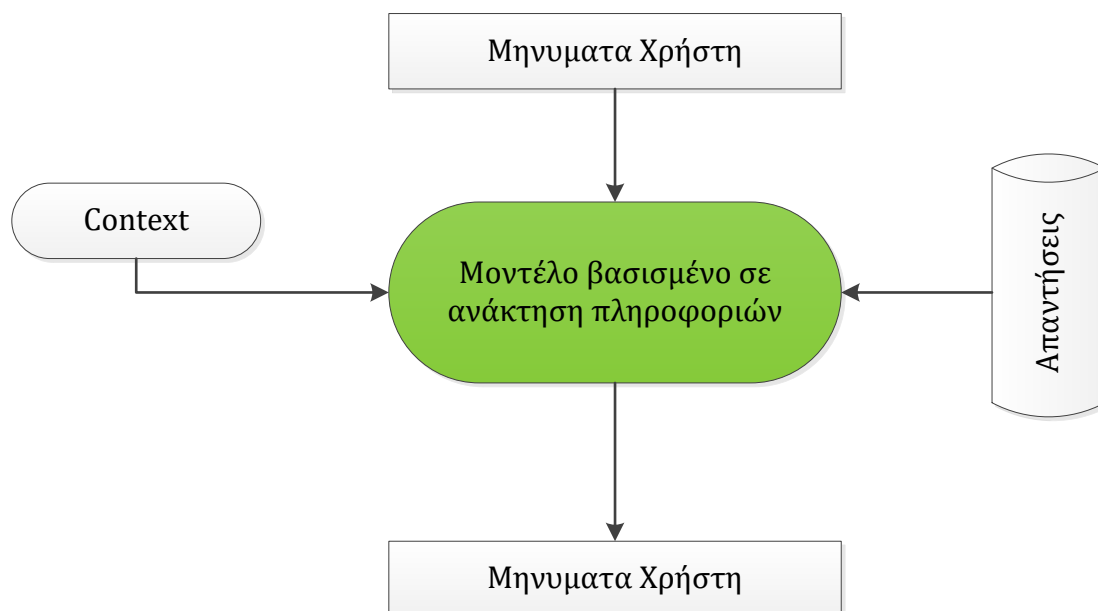 Μηνυματα Χρήστη
Context
Μοντέλο βασισμένο σε
ανάκτηση πληροφοριών
Απαντήσεις
Μηνυματα Χρήστη